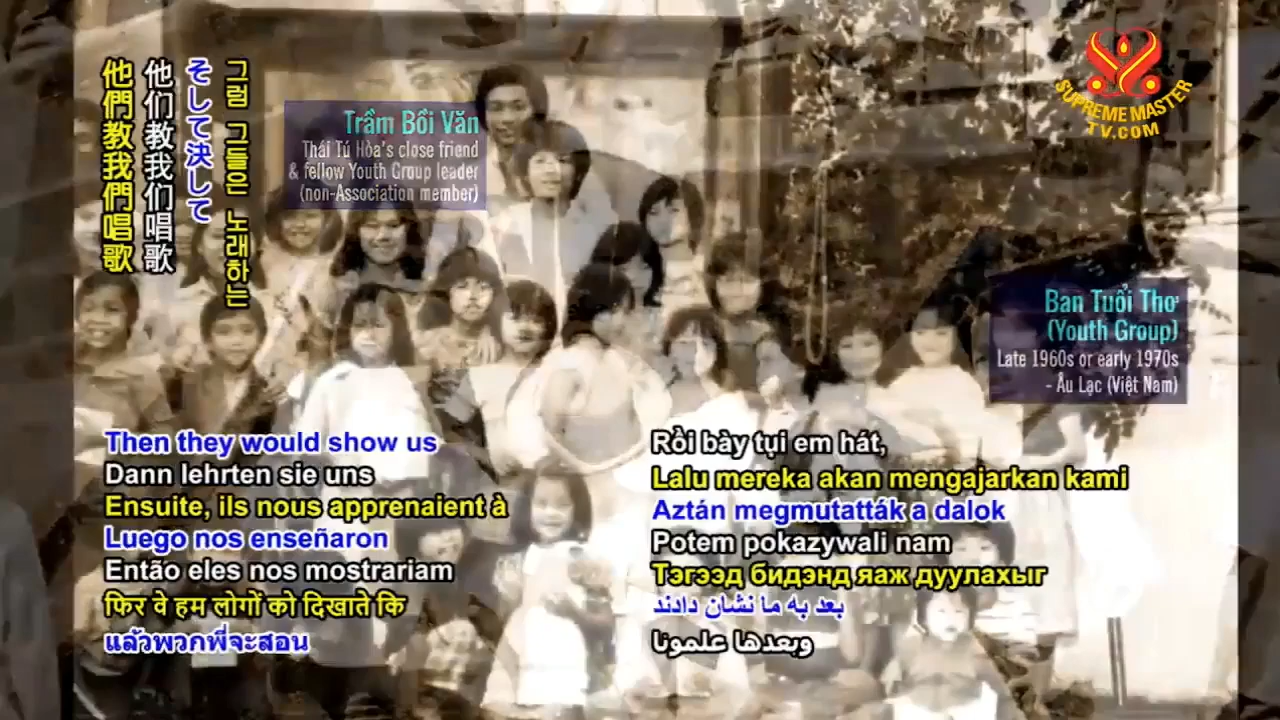 他們教我們唱歌
他们教我们唱歌
そして決して
그럼 그들은 노래하는
Trầm Bồi Văn
Thái Tú Hòa's close friend
& fellow Youth Group leader
(non-Association member)
SUPREME MASTER
TV.COM
Ban Tuổi Thơ
(Youth Group)
Late 1960s or early 1970s
- Âu Lạc (Việt Nam)
Then they would show us
Dann lehrten sie uns
Ensuite, ils nous apprenaient à
Luego nos enseñaron
Então eles nos mostrariam
फिर वे हम लोगों को दिखाते कि
แล้วพวกพี่จะสอน
Rồi bày tụi em hát,
Lalu mereka akan mengajarkan kami
Aztán megmutatták a dalok
Potem pokazywali nam
Тэгээд бидэнд яаж дуулахыг
بعد به ما نشان دادند
وبعدها علمونا